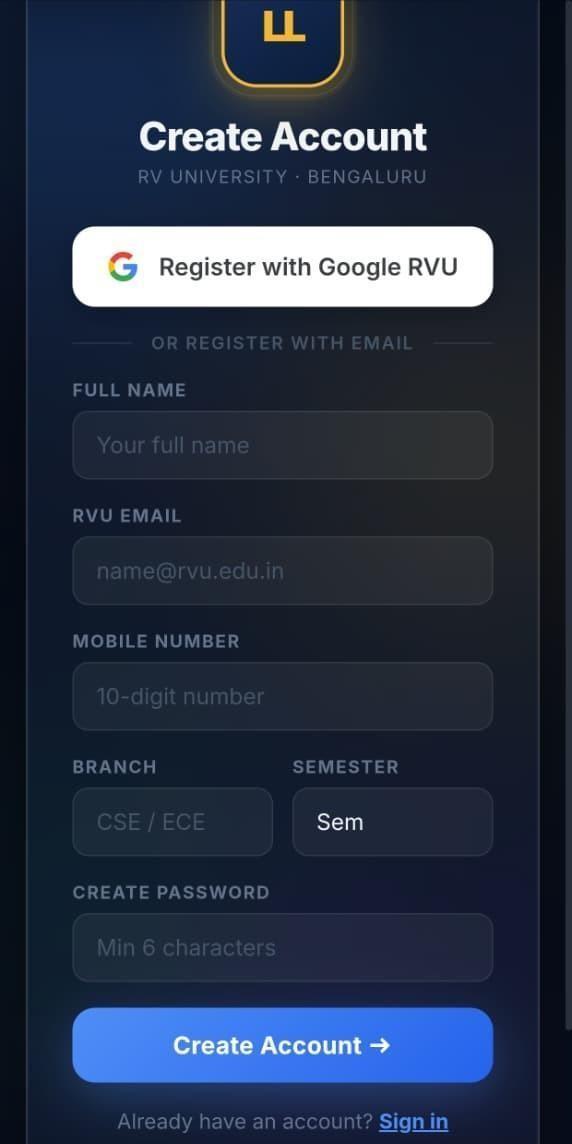 Create Account
RV UNIVERSITY · BENGALURU
Register with Google RVU
OR REGISTER WITH EMAIL
FULL NAME
Your full name
RVU EMAIL
name@rvu.edu.in
MOBILE NUMBER
10-digit number
BRANCH SEMESTER
CSE / ECE Sem
CREATE PASSWORD
Min 6 characters
Create Account →
Already have an account? Sign in